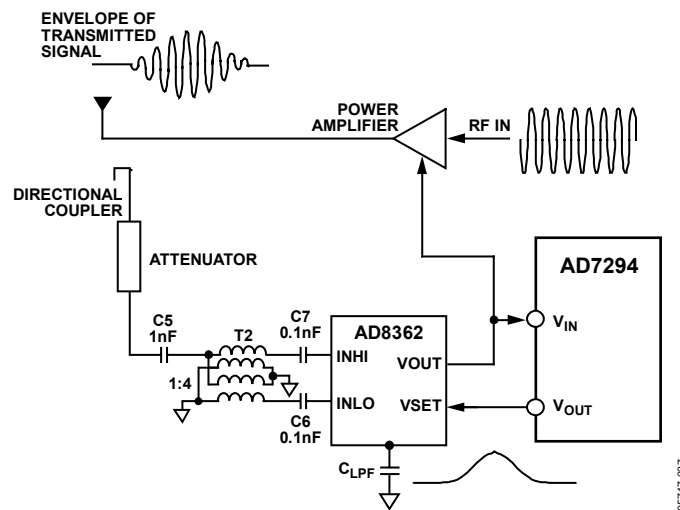 ENVELOPE OF
TRANSMITTED
SIGNAL
POWER
AMPLIFIER
RF IN
DIRECTIONAL
COUPLER
ATTENUATOR
AD7294
C5
1nF
T2
C7
0.1nF
AD8362
VIN
INHI
VOUT
1:4
INLO
VSET
VOUT
C6
0.1nF
CLPF